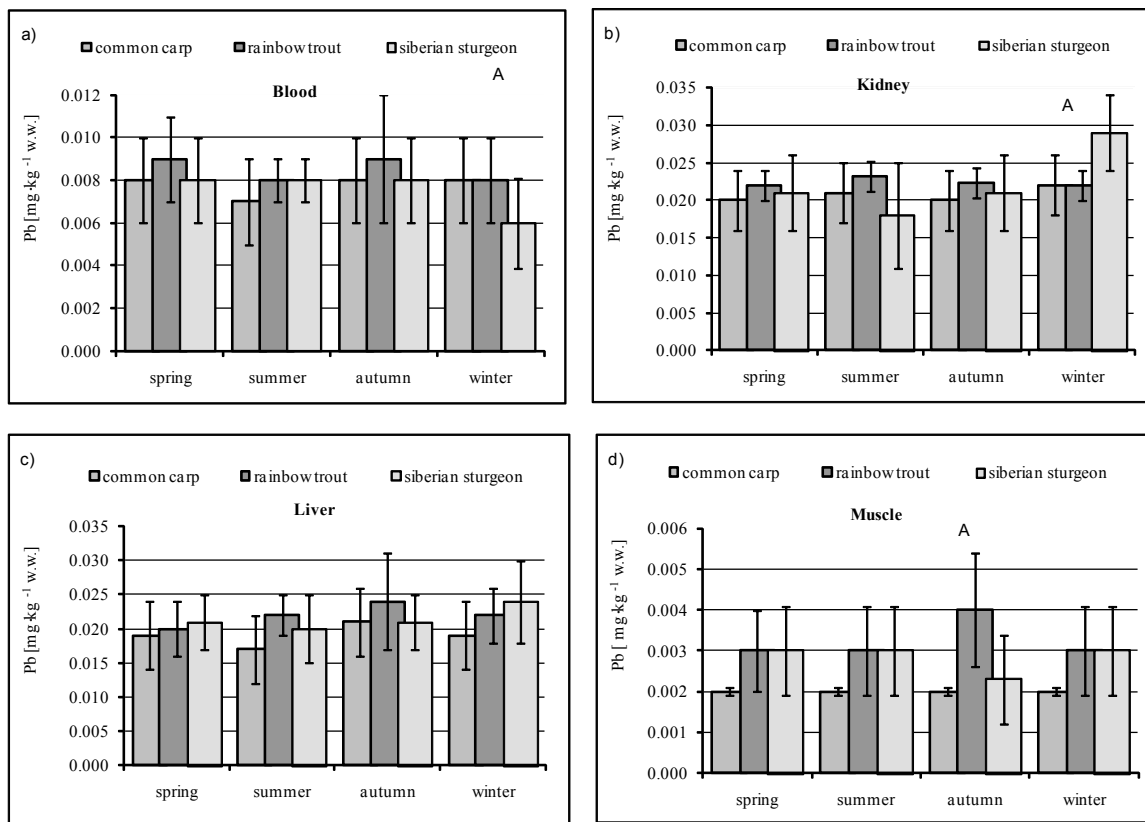 a)
common carp rainbow trout siberian sturgeon
A
Blood
Pb [mg·kg -1 w.w.]
0.012
0.010
0.008
0.006
0.004
0.002
0.000
spring summer autumn winter
b)
common carp rainbow trout siberian sturgeon
Kidney
A
Pb [mg·kg -1 w.w.]
0.035
0.030
0.025
0.020
0.015
0.010
0.005
0.000
spring summer autumn winter
c)
common carp rainbow trout siberian sturgeon
Liver
Pb [mg·kg -1 w.w.]
0.035
0.030
0.025
0.020
0.015
0.010
0.005
0.000
spring summer autumn winter
d)
common carp rainbow trout siberian sturgeon
Muscle
A
Pb [ mg·kg -1 w.w.]
0.006
0.005
0.004
0.003
0.002
0.001
0.000
spring summer autumn winter